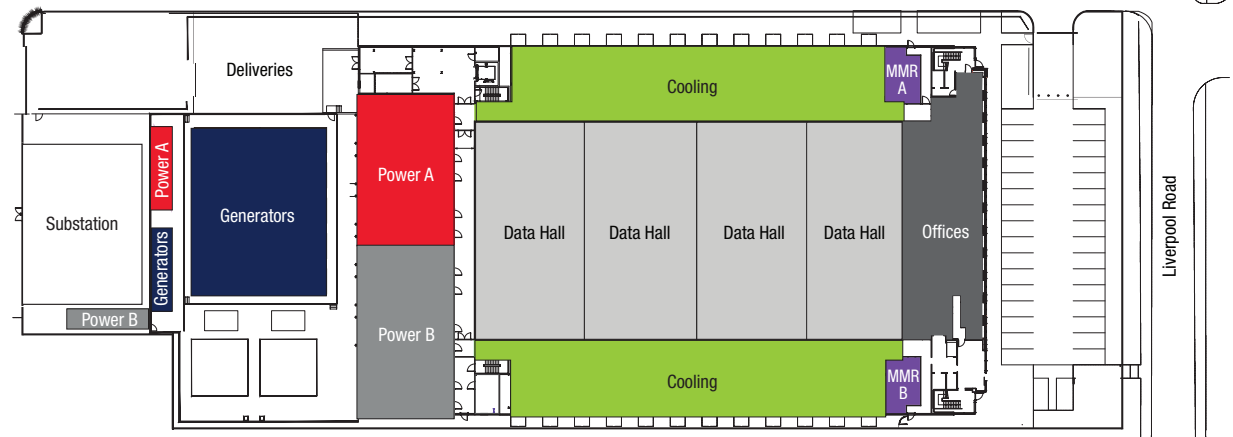 Deliveries
Cooling
MMR
A
Power A
Power A
Substation
Generators
Generators
Data Hall
Data Hall
Data Hall
Data Hall
Offices
Liverpool Road
Power B
Power B
Cooling
MMR
B